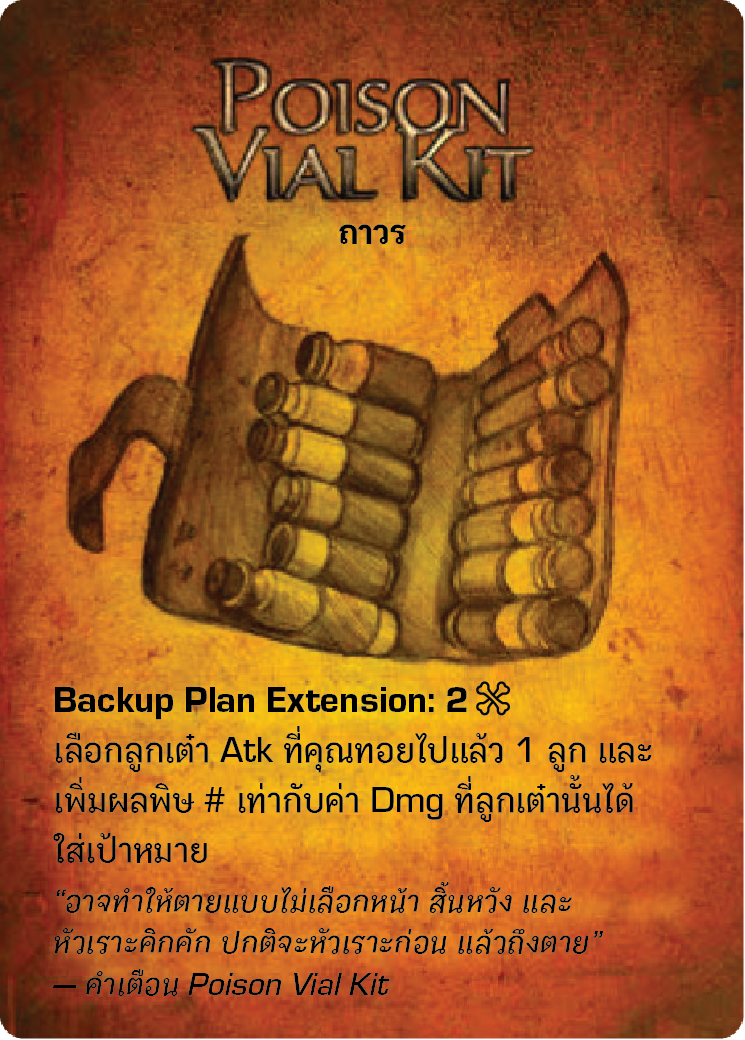 POISON
VIAL KIT
ถาวร
Backup Plan Extension: 2
เลือกลูกเต๋า Atk ที่คุณทอยไปแล้ว 1 ลูก และ
เพิ่มผลพิษ # เท่ากับค่า Dmg ที่ลูกเต๋านั้นได้
ใส่เป้าหมาย
“อาจทำให้ตายแบบไม่เลือกหน้า สิ้นหวัง และ
หัวเราะคิกคัก ปกติจะหัวเราะก่อน แล้วถึงตาย”
— คำเตือน Poison Vial Kit